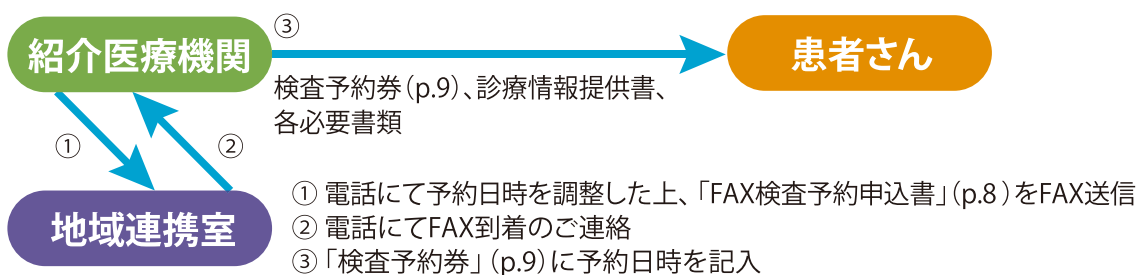 ③
紹介医療機関
患者さん
検査予約券（p.9）、診療情報提供書、
各必要書類
①
②
地域連携室
① 電話にて予約日時を調整した上、「FAX検査予約申込書」（p.8 ）をFAX送信
② 電話にてFAX到着のご連絡
③「検査予約券」（p.9）に予約日時を記入